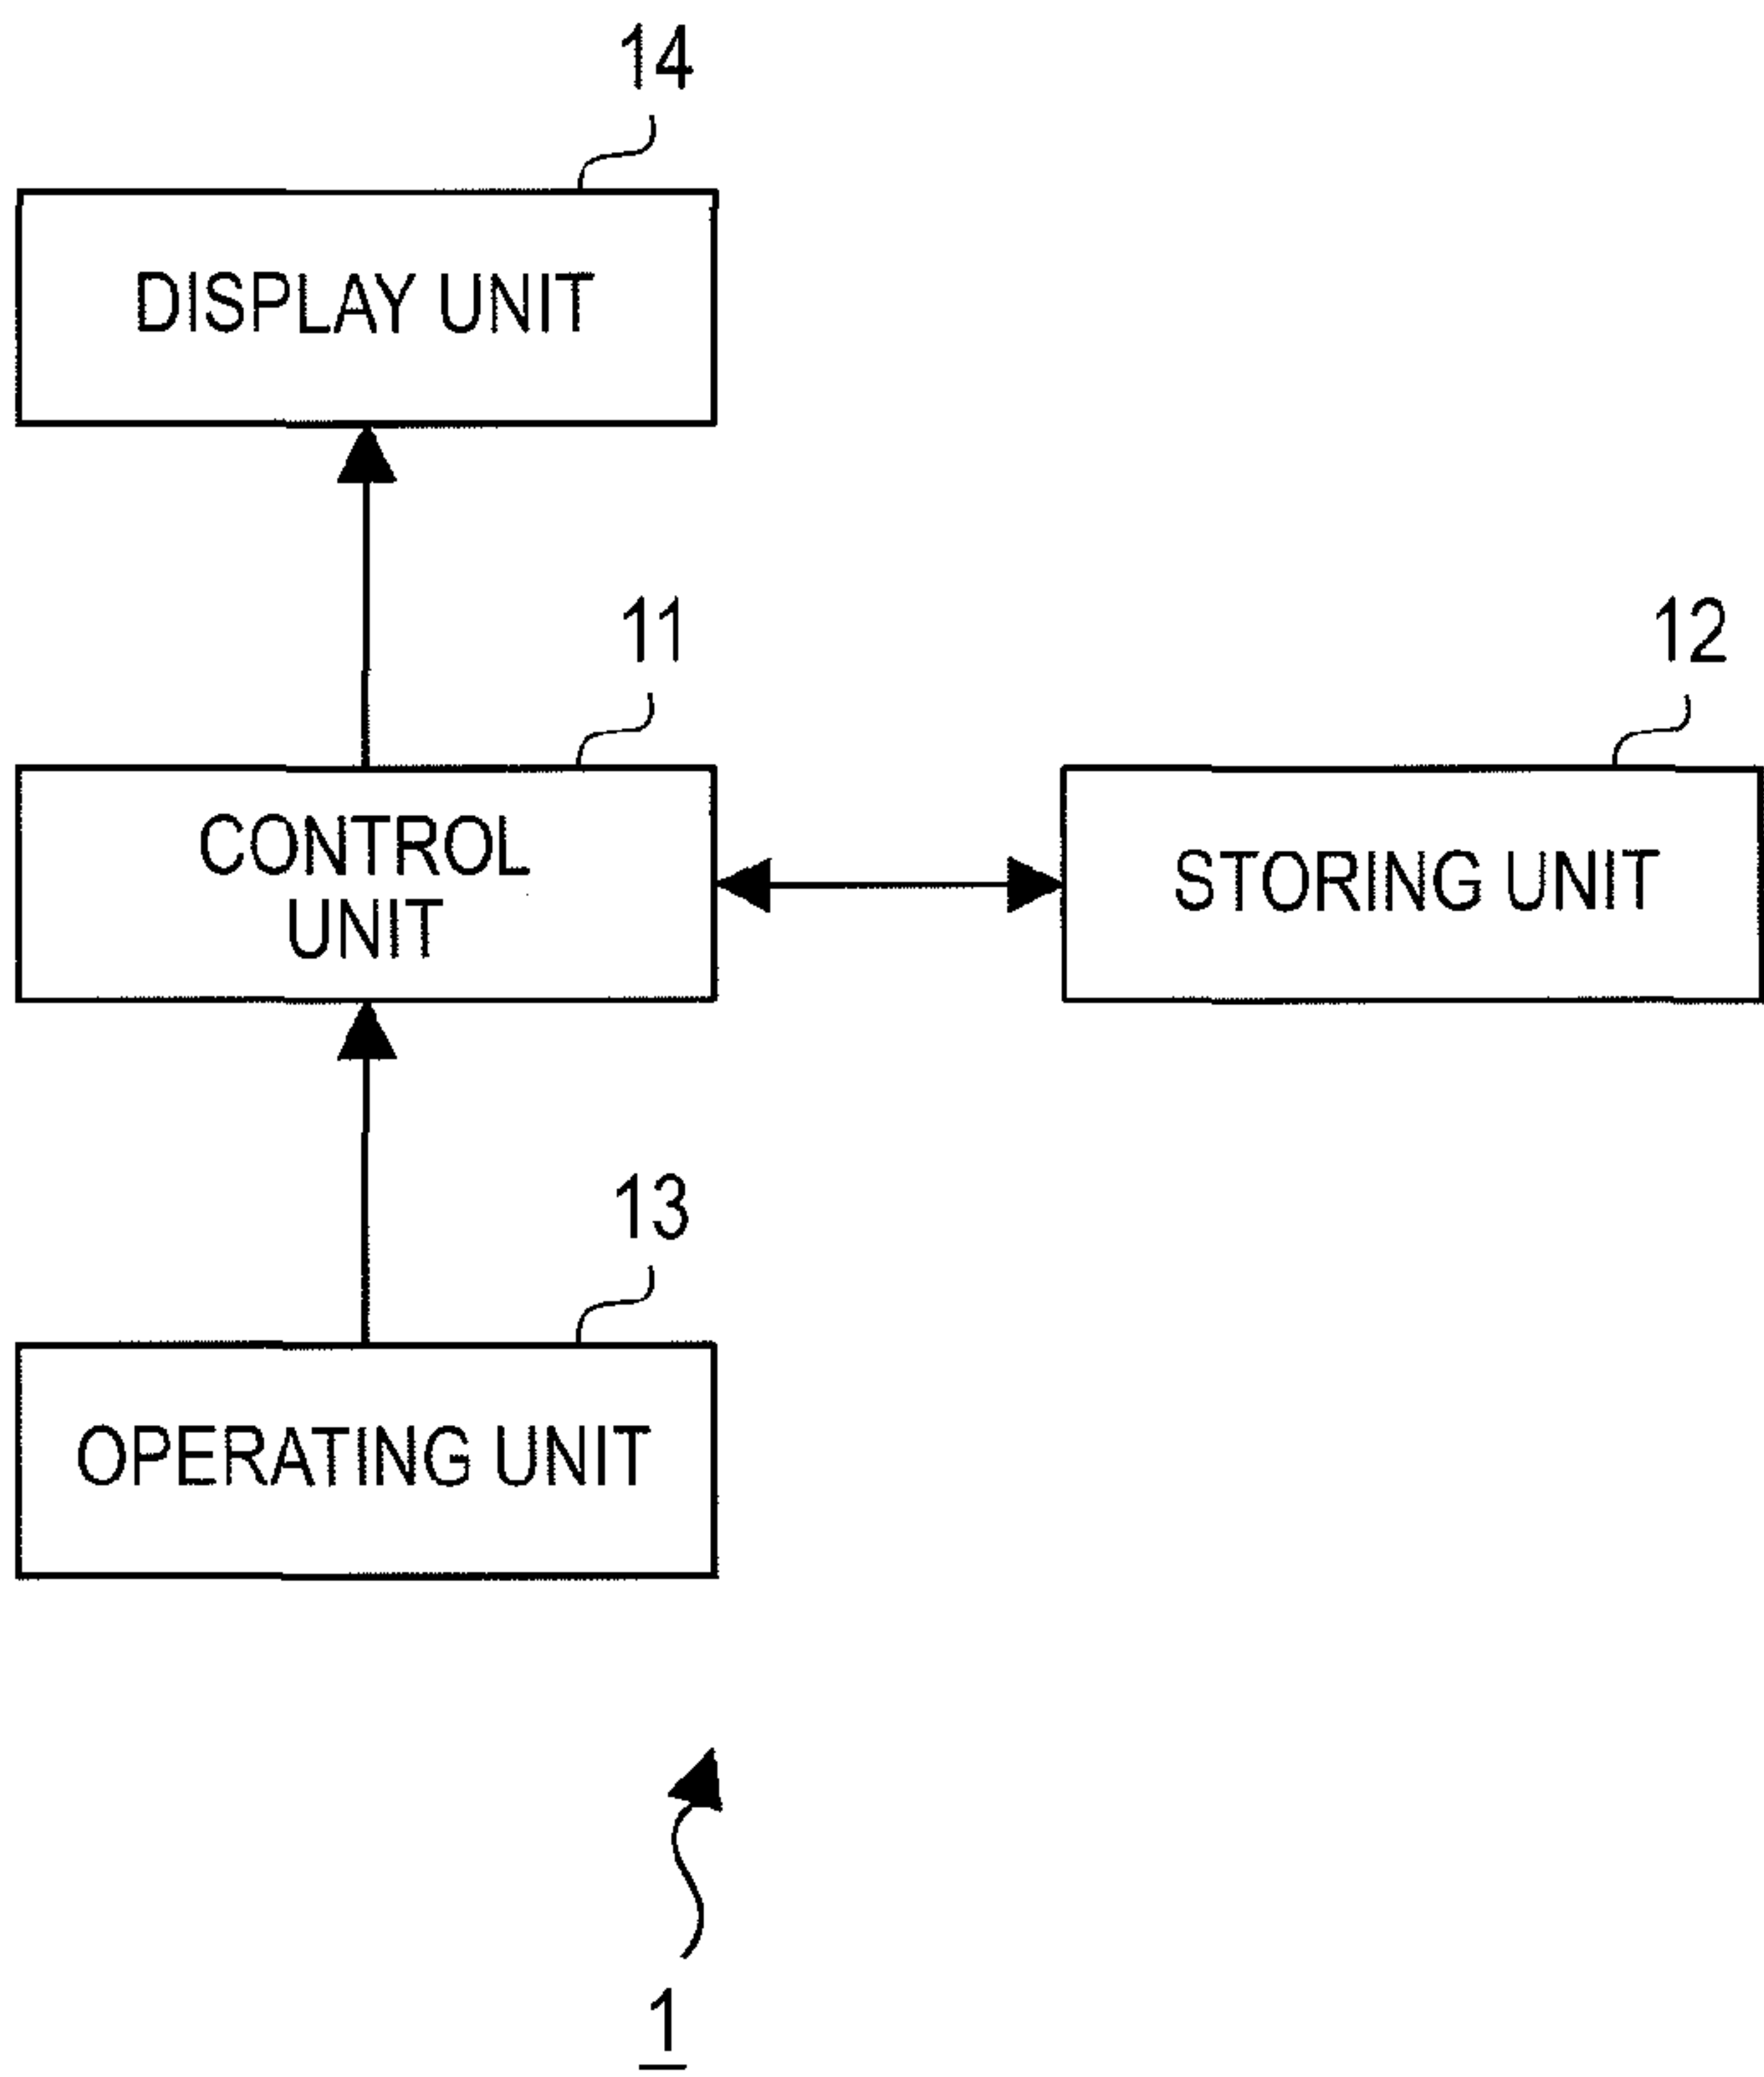 14
DISPLAY UNIT
11
12
CONTROL
UNIT
STORING UNIT
13
OPERATING UNIT
1